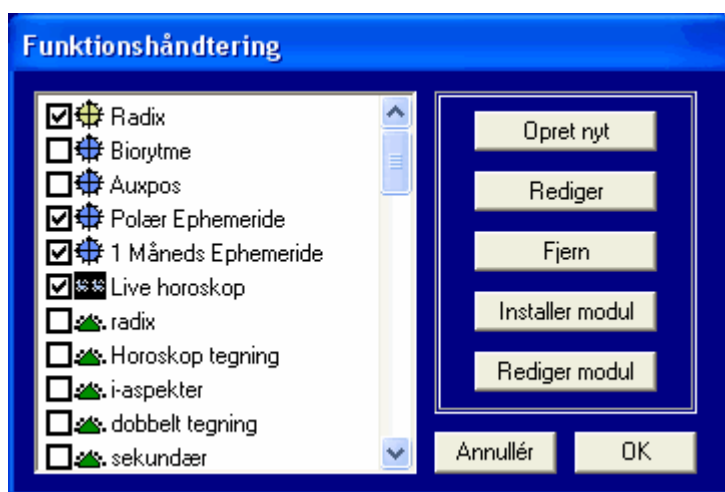 Funktionshåndtering
Radix
Biorytme
Auxpos
Polær Ephemeride
1 Måneds Ephemeride
Live horoskop
radix
Horoskop tegning
i-aspekter
dobbelt tegning
sekundær
Opret nyt
Rediger
Fjern
Installer modul
Rediger modul
Annullér
OK